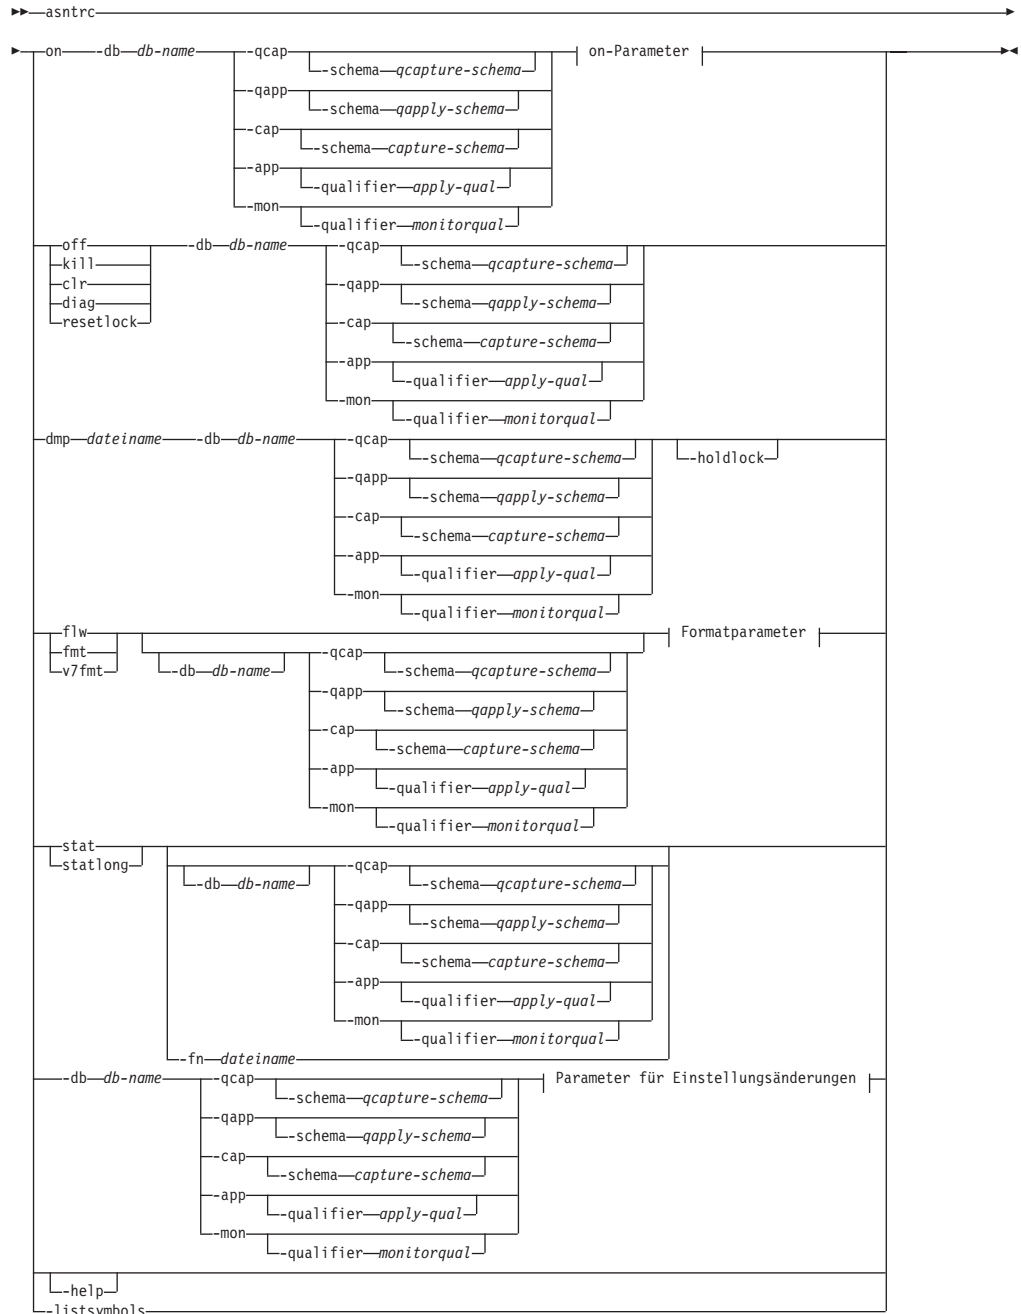 asntrc
on -db db-name -qcap on-Parameter
-schema qcapture-schema
-qapp
-schema qapply-schema
-cap
-schema capture-schema
-app
-qualifier apply-qual
-mon
-qualifier monitorqual
off -db db-name -qcap
kill -schema qcapture-schema
clr -qapp
diag -schema qapply-schema
resetlock -cap
-schema capture-schema
-app
-qualifier apply-qual
-mon
-qualifier monitorqual
dmp dateiname -db db-name -qcap
-schema qcapture-schema -holdlock
-qapp
-schema qapply-schema
-cap
-schema capture-schema
-app
-qualifier apply-qual
-mon
-qualifier monitorqual
flw Formatparameter
fmt -qcap
v7fmt -db db-name -schema qcapture-schema
-qapp
-schema qapply-schema
-cap
-schema capture-schema
-app
-qualifier apply-qual
-mon
-qualifier monitorqual
stat
statlong -qcap
-db db-name -schema qcapture-schema
-qapp
-schema qapply-schema
-cap
-schema capture-schema
-app
-qualifier apply-qual
-mon
-qualifier monitorqual
-fn dateiname
-db db-name -qcap Parameter für Einstellungsänderungen
-schema qcapture-schema
-qapp
-schema qapply-schema
-cap
-schema capture-schema
-app
-qualifier apply-qual
-mon
-qualifier monitorqual
-help
-listsymbols